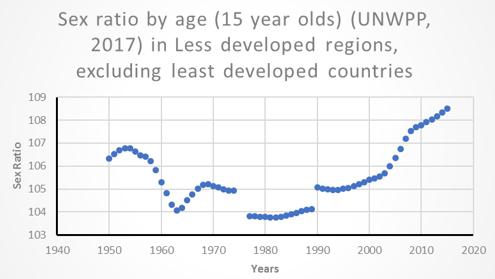 Sex ratio by age (15 year olds) (UNWPP,
2017) in Less developed regions,
excluding least developed countries
109
108
107
106
105
104
103
Sex Ratio
1940 1950 1960 1970 1980 1990 2000 2010 2020
Years